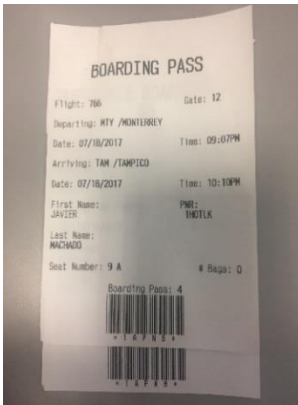 BOARDING PASS
Flight: 766 Gate: 12
Departing: MTY /MONTERREY
Date: 07/18/2017 Time: 09:07PM
Arriving: TAM /TAMPICO
Date: 07/18/2017 Time: 10:10PM
First Name: PNR:
JAVIER 1HOTLK
Last Name:
MACHADO
Seat Number: 9 A # Bags: 0
Boarding Pass: 4